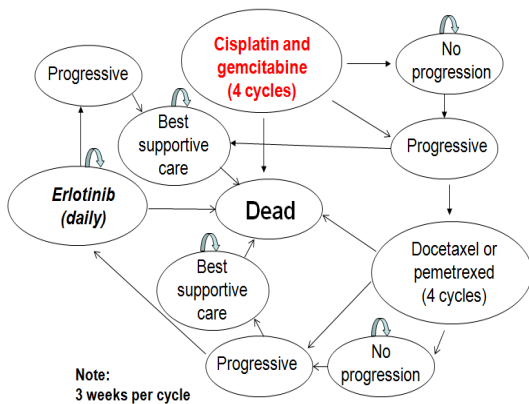 Cisplatin and
gemcitabine
(4 cycles)
No
progression
Progressive
Best
supportive
care
Progressive
Erlotinib
(daily)
Dead
Best
supportive
care
Docetaxel or
pemetrexed
(4 cycles)
Progressive
No
progression
Note:
3 weeks per cycle